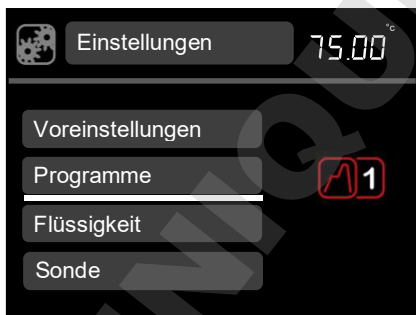 Einstellungen 75.00 °C
Voreinstellungen
Programme 1
Flüssigkeit
Sonde